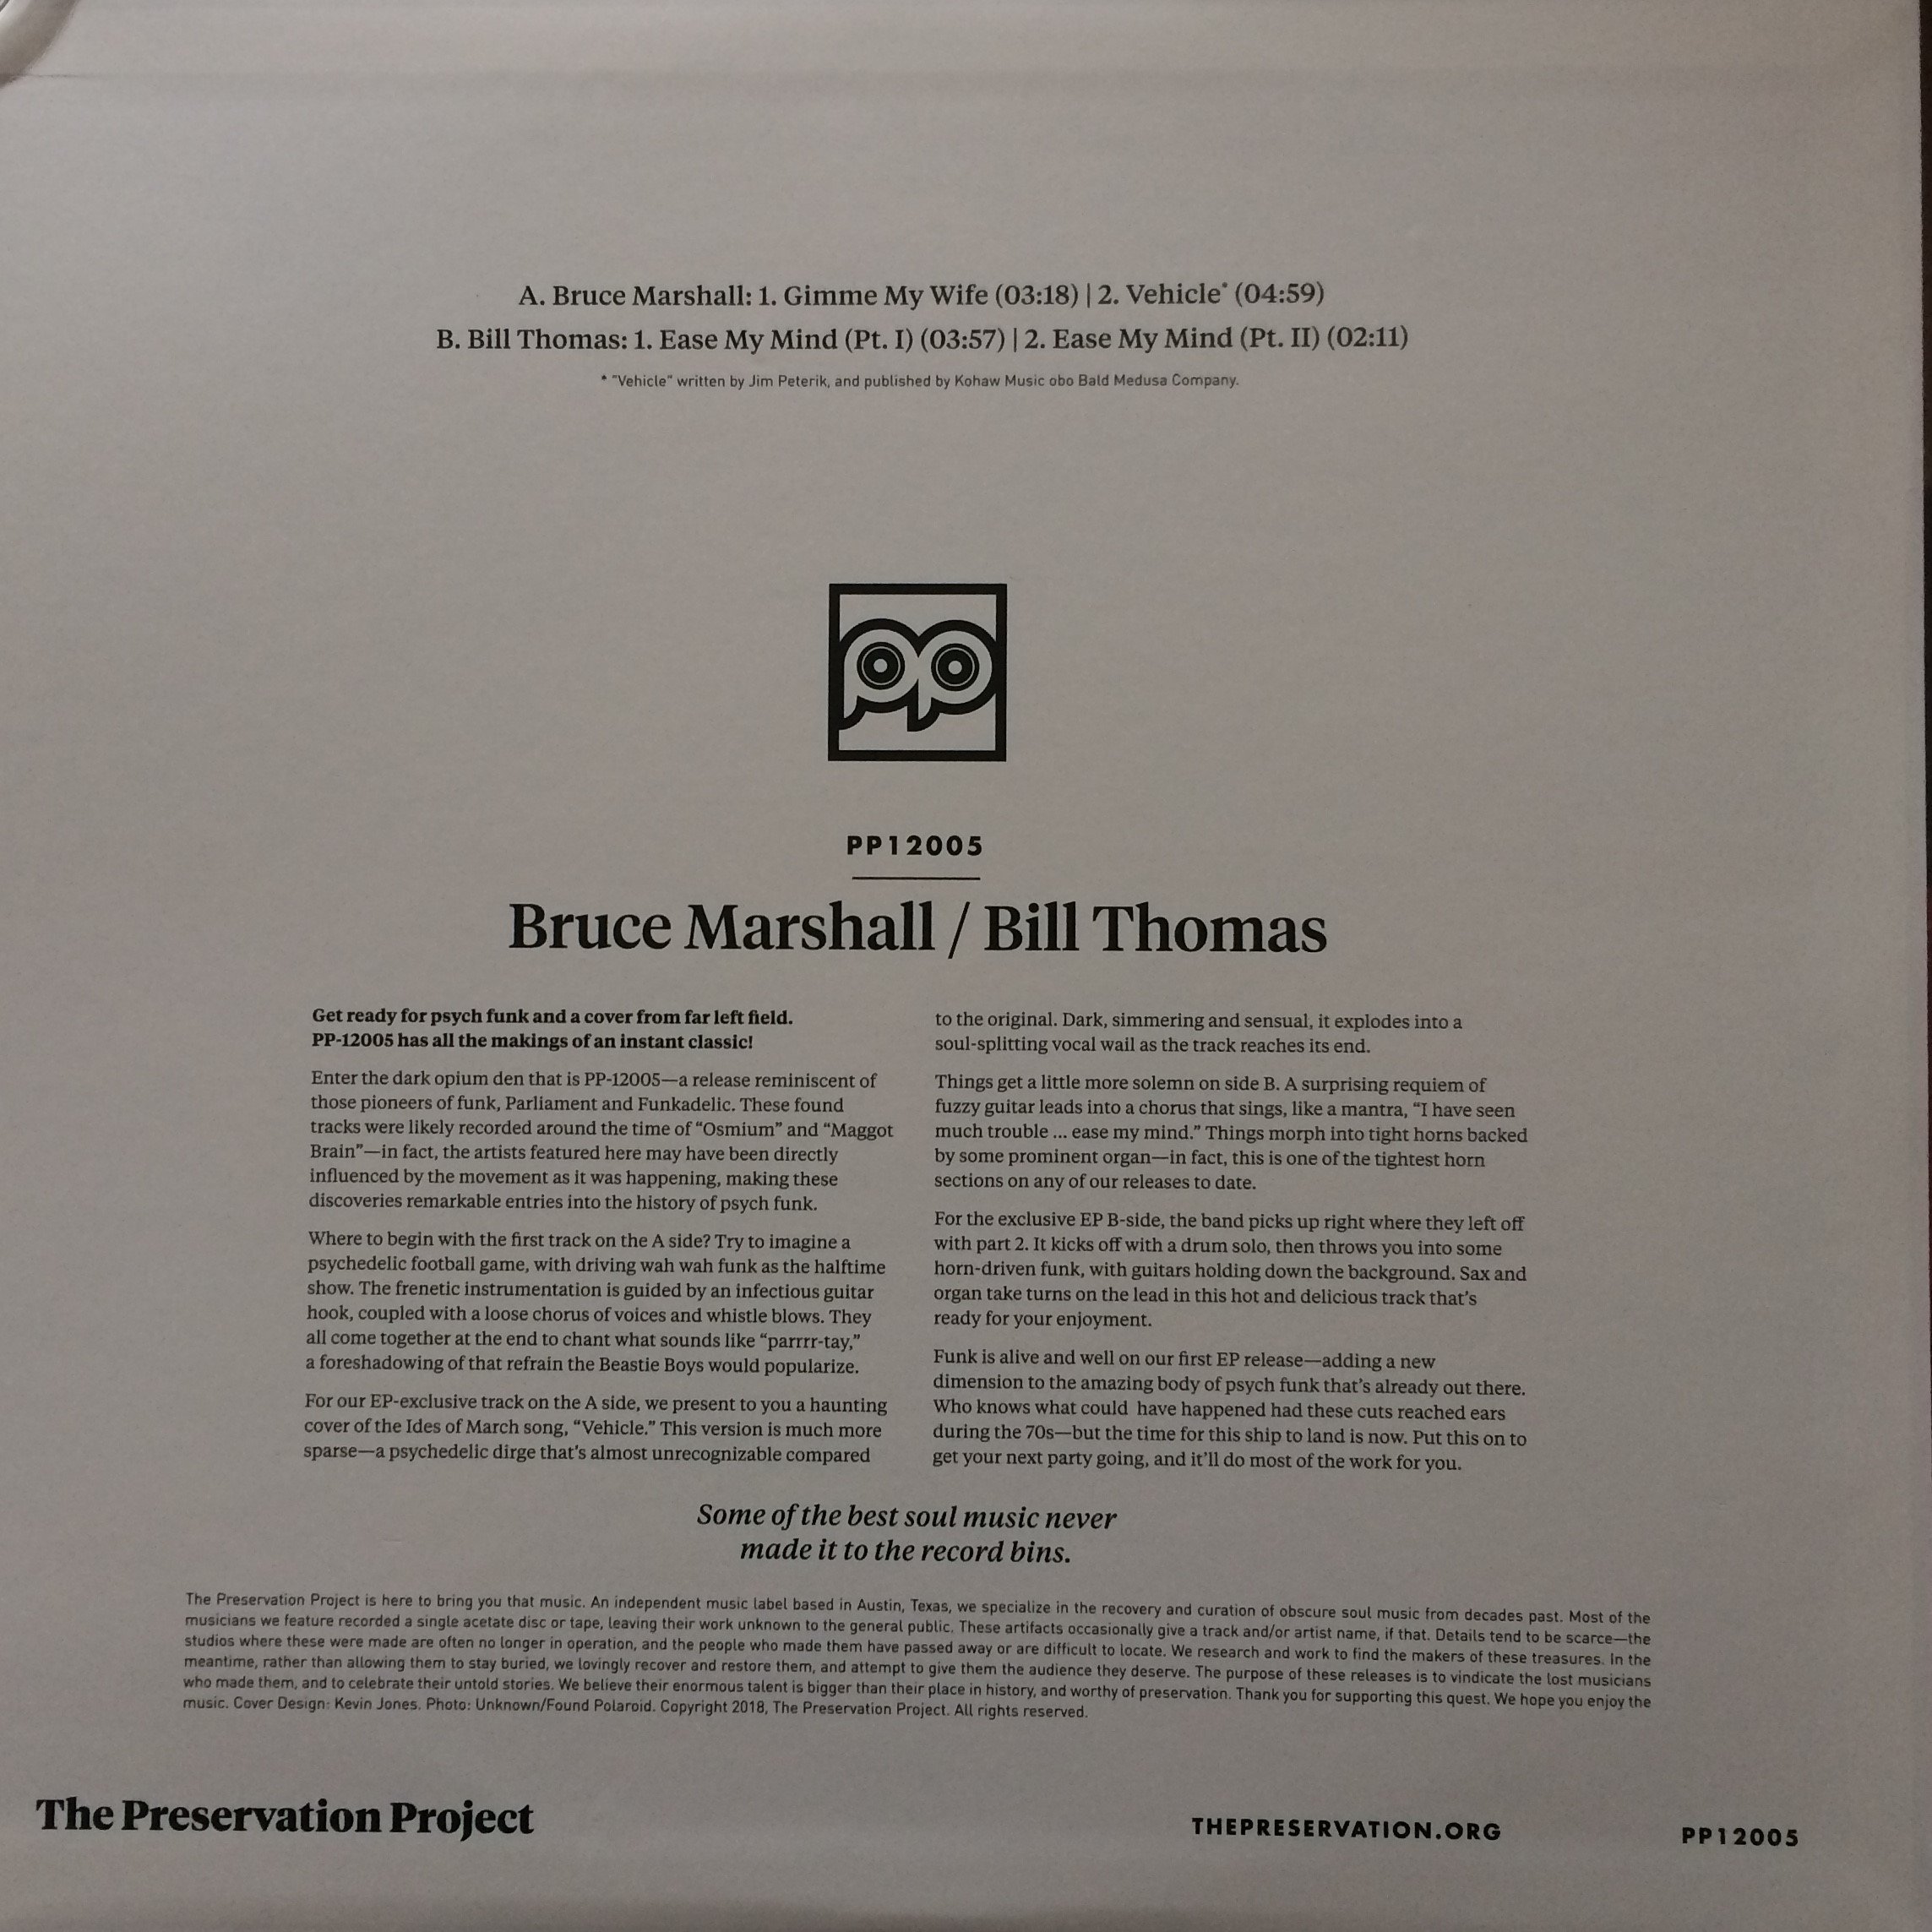 A. Bruce Marshall: 1. Gimme My Wife (03:18) | 2. Vehicle* (04:59)
B. Bill Thomas: 1. Ease My Mind (Pt. I) (03:57) | 2. Ease My Mind (Pt. II) (02:11)
* "Vehicle" written by Jim Peterik, and published by Kohaw Music obo Bald Medusa Company.
pp
PP12005
Bruce Marshall / Bill Thomas
Get ready for psych funk and a cover from far left field.
PP-12005 has all the makings of an instant classic!
Enter the dark opium den that is PP-12005—a release reminiscent of
those pioneers of funk, Parliament and Funkadelic. These found
tracks were likely recorded around the time of “Osmium” and “Maggot
Brain”—in fact, the artists featured here may have been directly
influenced by the movement as it was happening, making these
discoveries remarkable entries into the history of psych funk.
Where to begin with the first track on the A side? Try to imagine a
psychedelic football game, with driving wah wah funk as the halftime
show. The frenetic instrumentation is guided by an infectious guitar
hook, coupled with a loose chorus of voices and whistle blows. They
all come together at the end to chant what sounds like “parrrr-tay,”
a foreshadowing of that refrain the Beastie Boys would popularize.
For our EP-exclusive track on the A side, we present to you a haunting
cover of the Ides of March song, “Vehicle.” This version is much more
sparse—a psychedelic dirge that’s almost unrecognizable compared
to the original. Dark, simmering and sensual, it explodes into a
soul-splitting vocal wail as the track reaches its end.
Things get a little more solemn on side B. A surprising requiem of
fuzzy guitar leads into a chorus that sings, like a mantra, “I have seen
much trouble ... ease my mind.” Things morph into tight horns backed
by some prominent organ—in fact, this is one of the tightest horn
sections on any of our releases to date.
For the exclusive EP B-side, the band picks up right where they left off
with part 2. It kicks off with a drum solo, then throws you into some
horn-driven funk, with guitars holding down the background. Sax and
organ take turns on the lead in this hot and delicious track that’s
ready for your enjoyment.
Funk is alive and well on our first EP release—adding a new
dimension to the amazing body of psych funk that’s already out there.
Who knows what could have happened had these cuts reached ears
during the 70s—but the time for this ship to land is now. Put this on to
get your next party going, and it’ll do most of the work for you.
Some of the best soul music never
made it to the record bins.
The Preservation Project is here to bring you that music. An independent music label based in Austin, Texas, we specialize in the recovery and curation of obscure soul music from decades past. Most of the
musicians we feature recorded a single acetate disc or tape, leaving their work unknown to the general public. These artifacts occasionally give a track and/or artist name, if that. Details tend to be scarce—the
studios where these were made are often no longer in operation, and the people who made them have passed away or are difficult to locate. We research and work to find the makers of these treasures. In the
meantime, rather than allowing them to stay buried, we lovingly recover and restore them, and attempt to give them the audience they deserve. The purpose of these releases is to vindicate the lost musicians
who made them, and to celebrate their untold stories. We believe their enormous talent is bigger than their place in history, and worthy of preservation. Thank you for supporting this quest. We hope you enjoy the
music. Cover Design: Kevin Jones. Photo: Unknown/Found Polaroid. Copyright 2018, The Preservation Project. All rights reserved.
The Preservation Project
THEPRESERVATION.ORG
PP12005